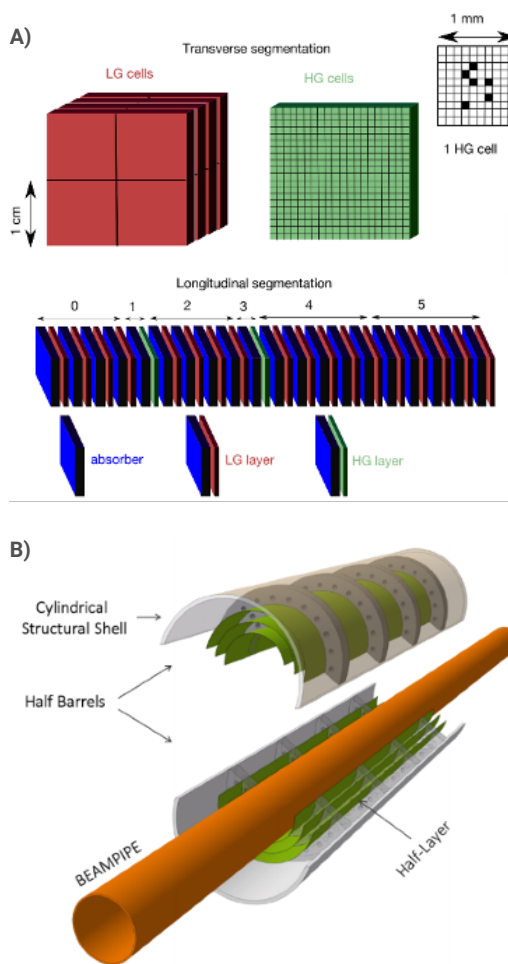 A)
Transverse segmentation
LG cells
HG cells
1 mm
1 HG cell
1 cm
Longitudinal segmentation
0 1 2 3 4 5
absorber
LG layer
HG layer
B)
Cylindrical
Structural Shell
Half Barrels
BEAMPIPE
Half-Layer